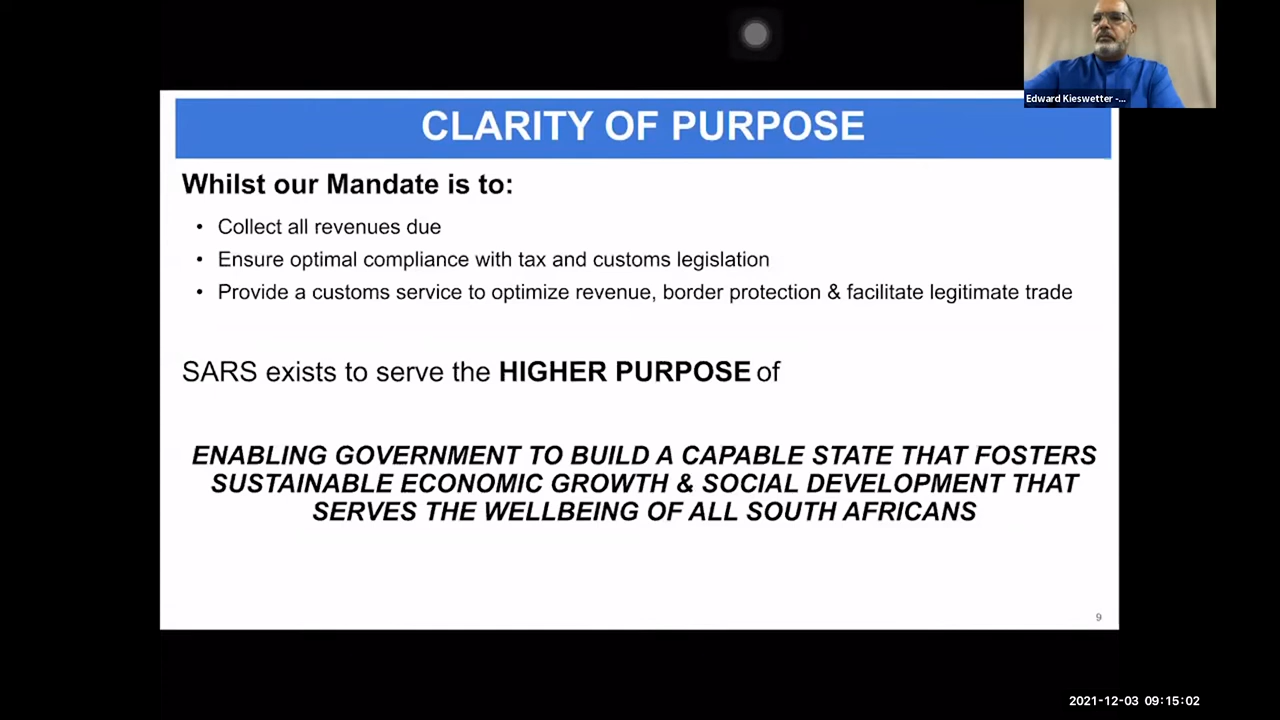 Edward Kieswetter -...
CLARITY OF PURPOSE
Whilst our Mandate is to:
• Collect all revenues due
• Ensure optimal compliance with tax and customs legislation
• Provide a customs service to optimize revenue, border protection & facilitate legitimate trade
SARS exists to serve the HIGHER PURPOSE of
ENABLING GOVERNMENT TO BUILD A CAPABLE STATE THAT FOSTERS
SUSTAINABLE ECONOMIC GROWTH & SOCIAL DEVELOPMENT THAT
SERVES THE WELLBEING OF ALL SOUTH AFRICANS
9
2021-12-03 09:15:02